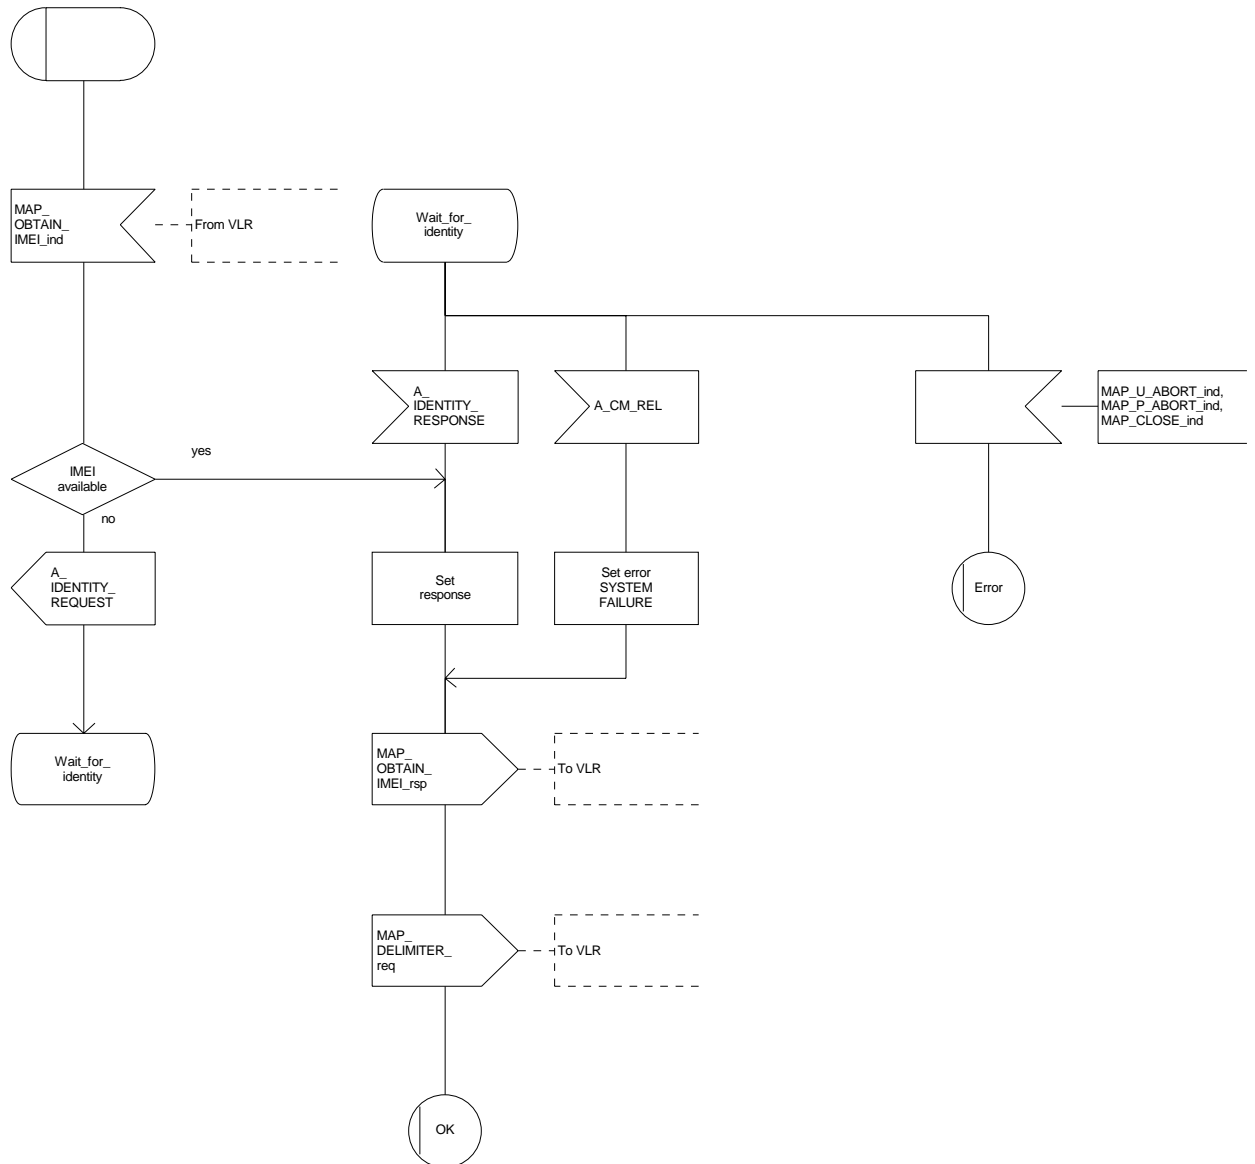 MAP_
OBTAIN_
IMEI_ind
From VLR
Wait_for_
identity
A_
IDENTITY_
RESPONSE
A_CM_REL
MAP_U_ABORT_ind,
MAP_P_ABORT_ind,
MAP_CLOSE_ind
IMEI
available
yes
no
A_
IDENTITY_
REQUEST
Set
response
Set error
SYSTEM
FAILURE
Error
Wait_for_
identity
MAP_
OBTAIN_
IMEI_rsp
To VLR
MAP_
DELIMITER_
req
To VLR
OK